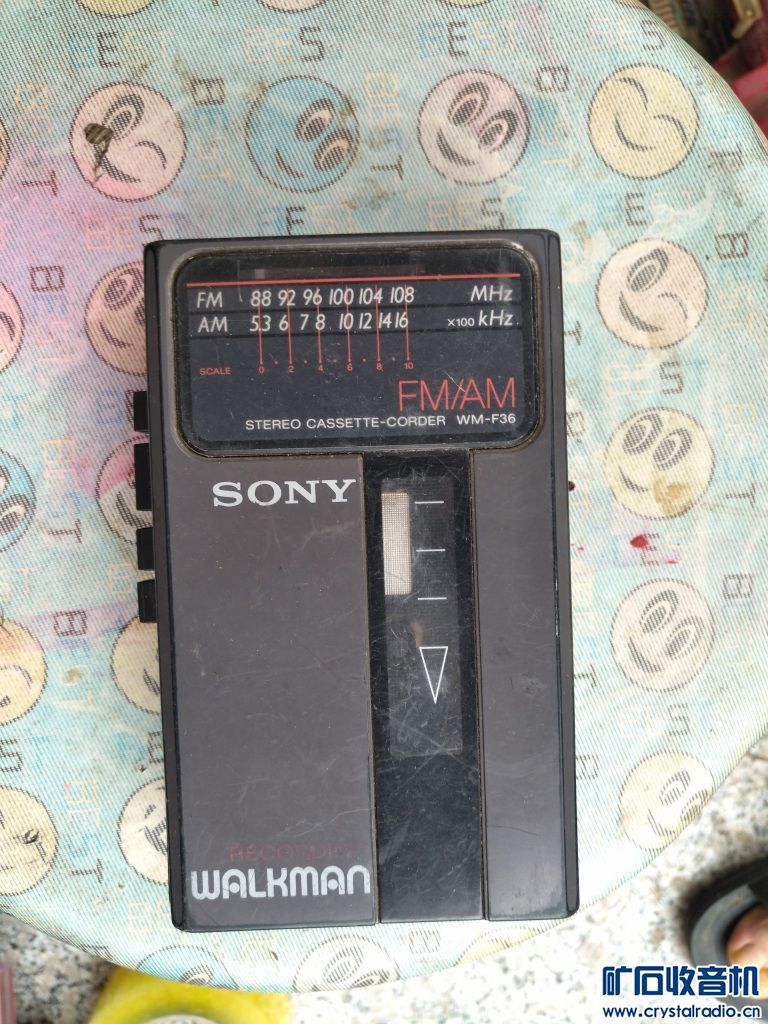 FM 88 92 96 100 104 108 MHz
AM 5.3 6 7 8 10 12 14 16 x100 kHz
SCALE 0 2 4 6 8 10
FM/AM
STEREO CASSETTE-CORDER WM-F36
SONY
RECORDING
WALKMAN
矿石收音机
www.crystalradio.cn